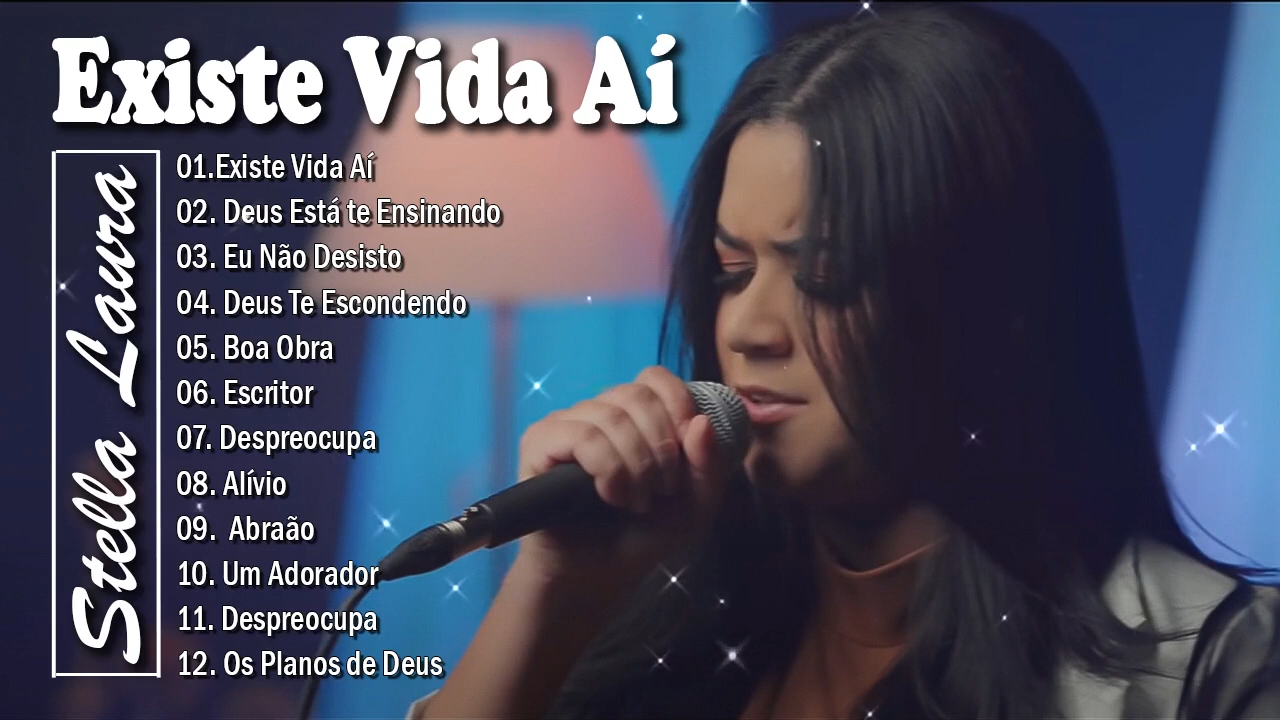 Existe Vida Aí
Stella Laura
01.Existe Vida Aí
02. Deus Está te Ensinando
03. Eu Não Desisto
04. Deus Te Escondendo
05. Boa Obra
06. Escritor
07. Despreocupa
08. Alívio
09. Abraão
10. Um Adorador
11. Despreocupa
12. Os Planos de Deus